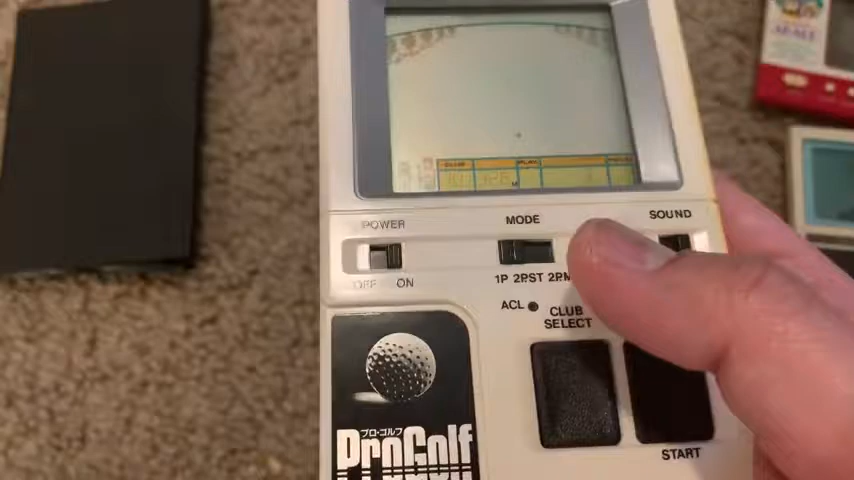 POWER
MODE
SOUND
OFF ON
1P 2PST 2PM
ACL
CLUB
SELECT
プロ・ゴルフ
ProGolf
START